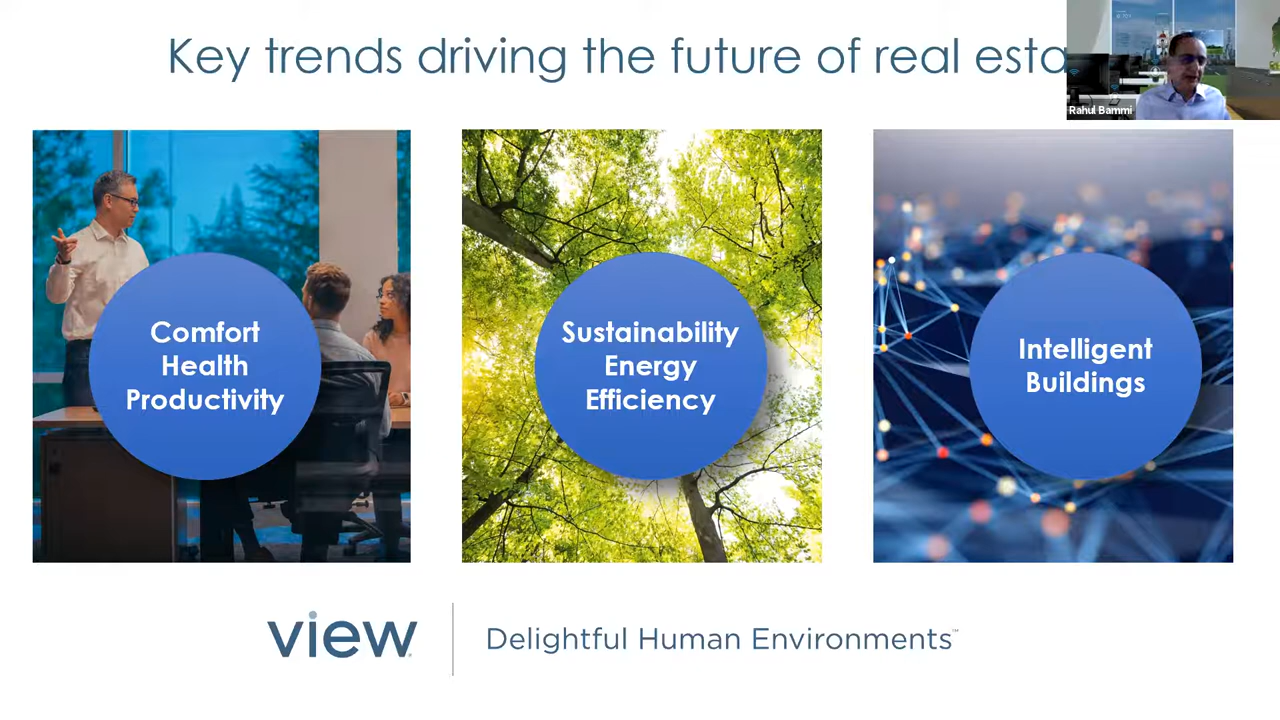 Key trends driving the future of real esta
Rahul Bammi
Comfort
Health
Productivity
Sustainability
Energy
Efficiency
Intelligent
Buildings
view
Delightful Human Environments™